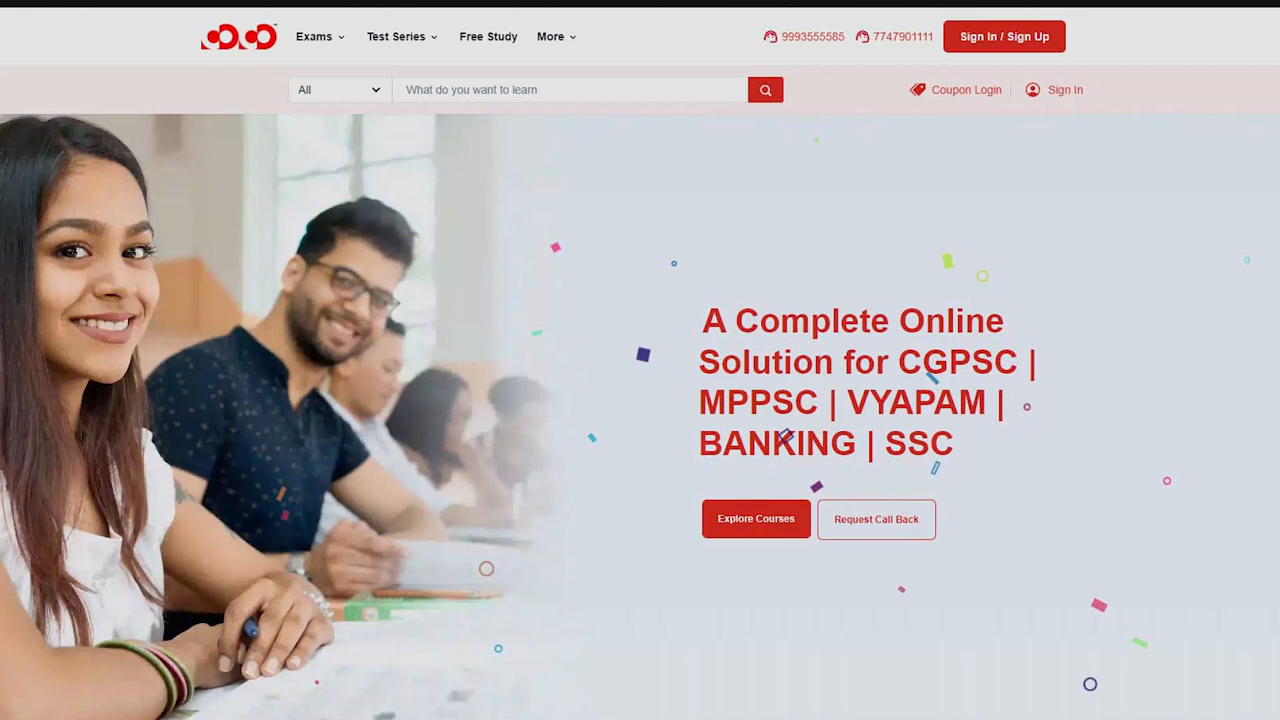 Exams Test Series Free Study More 9993555585 7747901111 Sign In / Sign Up
All What do you want to learn Coupon Login Sign In
A Complete Online
Solution for CGPSC |
MPPSC | VYAPAM |
BANKING | SSC
Explore Courses Request Call Back